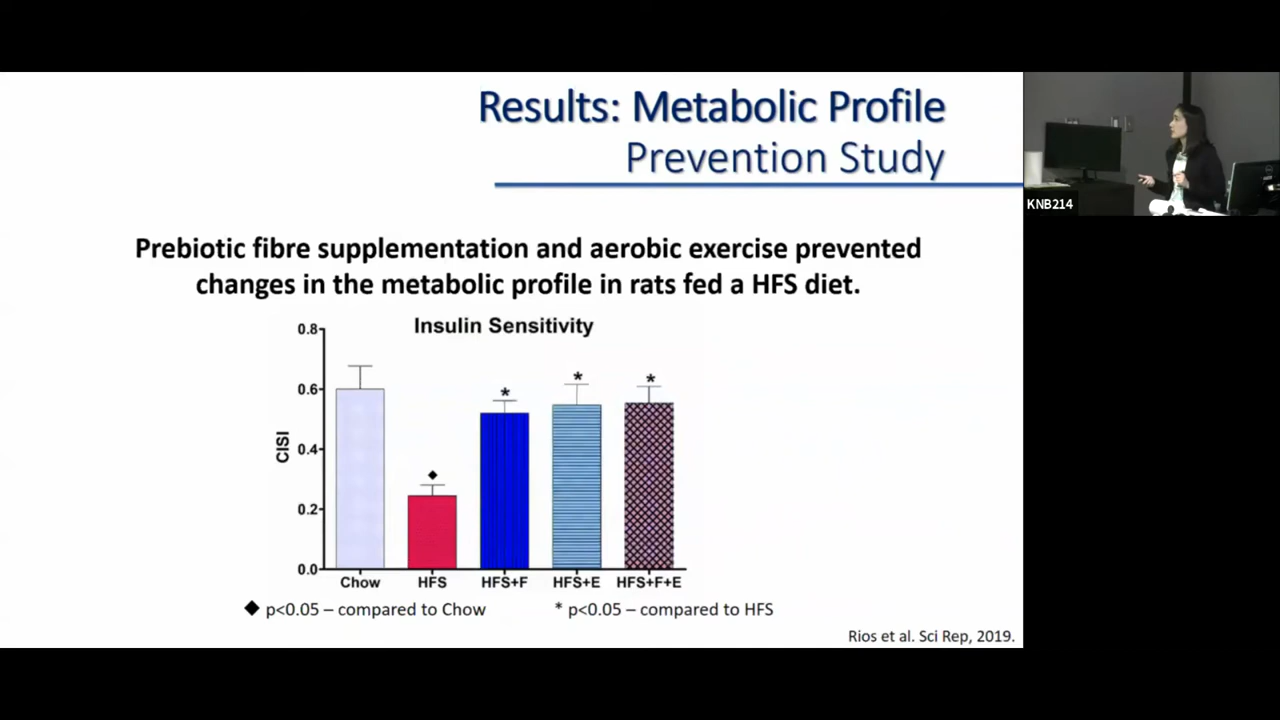 Results: Metabolic Profile
Prevention Study
KNB214
Prebiotic fibre supplementation and aerobic exercise prevented
changes in the metabolic profile in rats fed a HFS diet.
Insulin Sensitivity
CISI
0.8
0.6
0.4
0.2
0.0
* * *
◆
Chow HFS HFS+F HFS+E HFS+F+E
◆ p<0.05 – compared to Chow * p<0.05 – compared to HFS
Rios et al. Sci Rep, 2019.